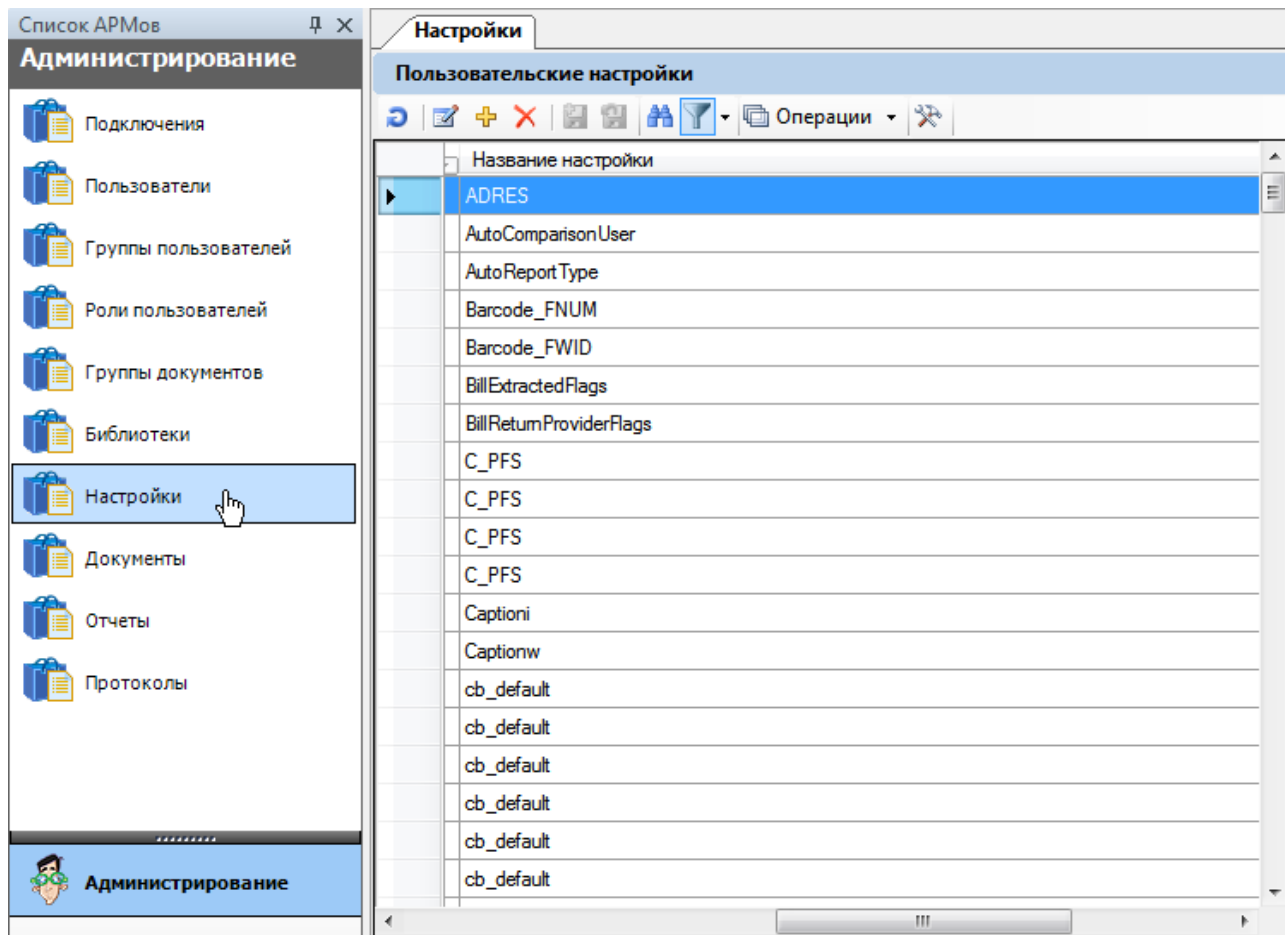 Список АРМов
Администрирование
Подключения
Пользователи
Группы пользователей
Роли пользователей
Группы документов
Библиотеки
Настройки
Документы
Отчеты
Протоколы
Администрирование
Настройки
Пользовательские настройки
Операции
Название настройки
ADRES
AutoComparisonUser
AutoReportType
Barcode_FNUM
Barcode_FWID
BillExtractedFlags
BillReturnProviderFlags
C_PFS
C_PFS
C_PFS
C_PFS
Captioni
Captionw
cb_default
cb_default
cb_default
cb_default
cb_default
cb_default